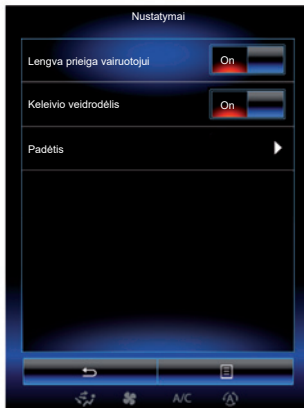 Nustatymai
Lengva prieiga vairuotojui
On
Keleivio veidrodėlis
On
Padėtis
A/C
A